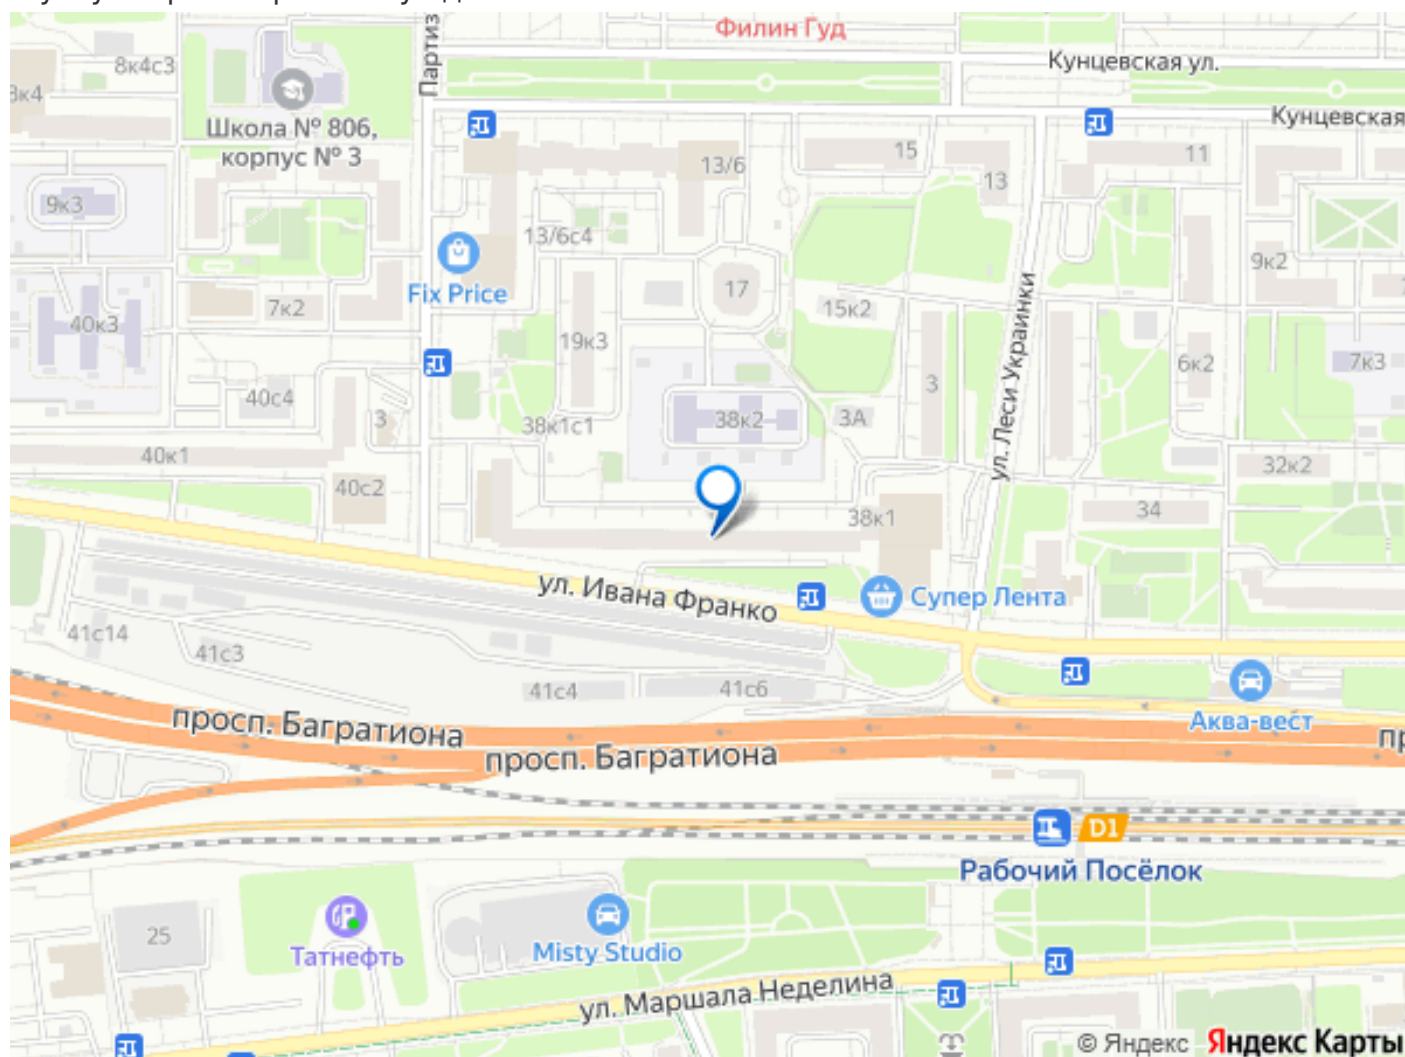 Филин Гуд
Кунцевская ул.
8к4с3
Партиз
8к4
Кунцевская
Школа № 806,
корпус № 3
15
11
13/6
13
9к3
13/6с4
9к2
17
Fix Price
7к2
15к2
40к3
19к3
ул. Леси Украинки
6к2
7к3
3
40с4
3
38к1с1
38к2
3А
40к1
32к2
40с2
38к1
34
ул. Ивана Франко
Супер Лента
41с14
41с3
41с4
41с6
Аква-вест
просп. Багратиона
просп. Багратиона
пр
D1
Рабочий Посёлок
25
Татнефть
Misty Studio
ул. Маршала Неделина
© Яндекс Яндекс Карты